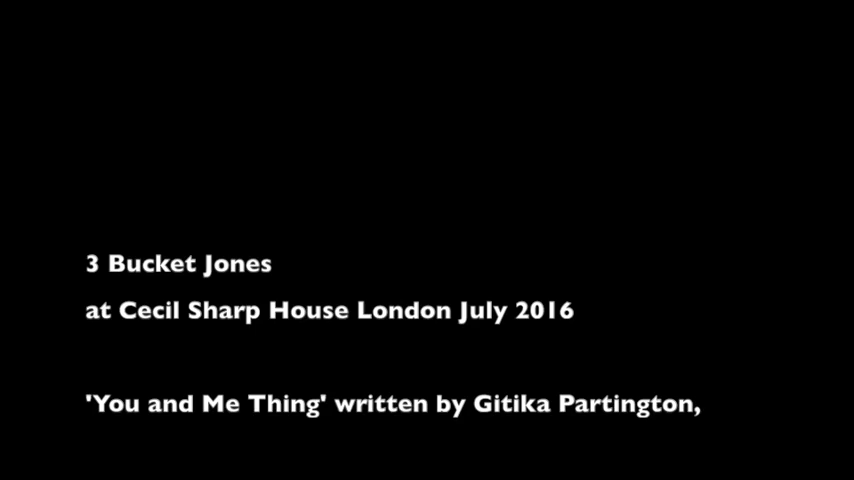 3 Bucket Jones
at Cecil Sharp House London July 2016
'You and Me Thing' written by Gitika Partington,